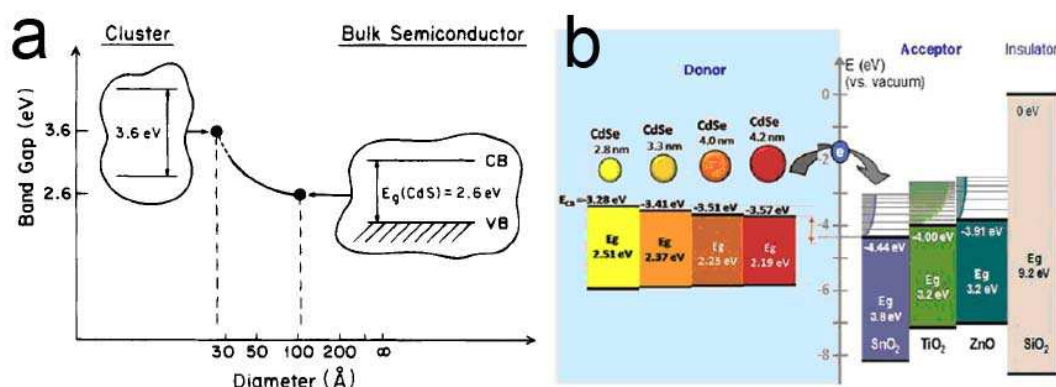 a
Cluster
Bulk Semiconductor
Band Gap (eV)
3.6
2.6
3.6 eV
CB
Eg(CdS)=2.6 eV
VB
30 50 100 200 ∞
Diameter (Å)
b
Donor
Acceptor
Insulator
E (eV)
(vs. vacuum)
0
-2
-4
-6
-8
CdSe
2.8 nm
CdSe
3.3 nm
CdSe
4.0 nm
CdSe
4.2 nm
e
ECB=-3.28 eV
-3.41 eV
-3.51 eV
-3.57 eV
Eg
2.51 eV
Eg
2.37 eV
Eg
2.25 eV
Eg
2.19 eV
-4.44 eV
Eg
3.8 eV
SnO2
-4.00 eV
Eg
3.2 eV
TiO2
-3.91 eV
Eg
3.2 eV
ZnO
0 eV
Eg
9.2 eV
SiO2